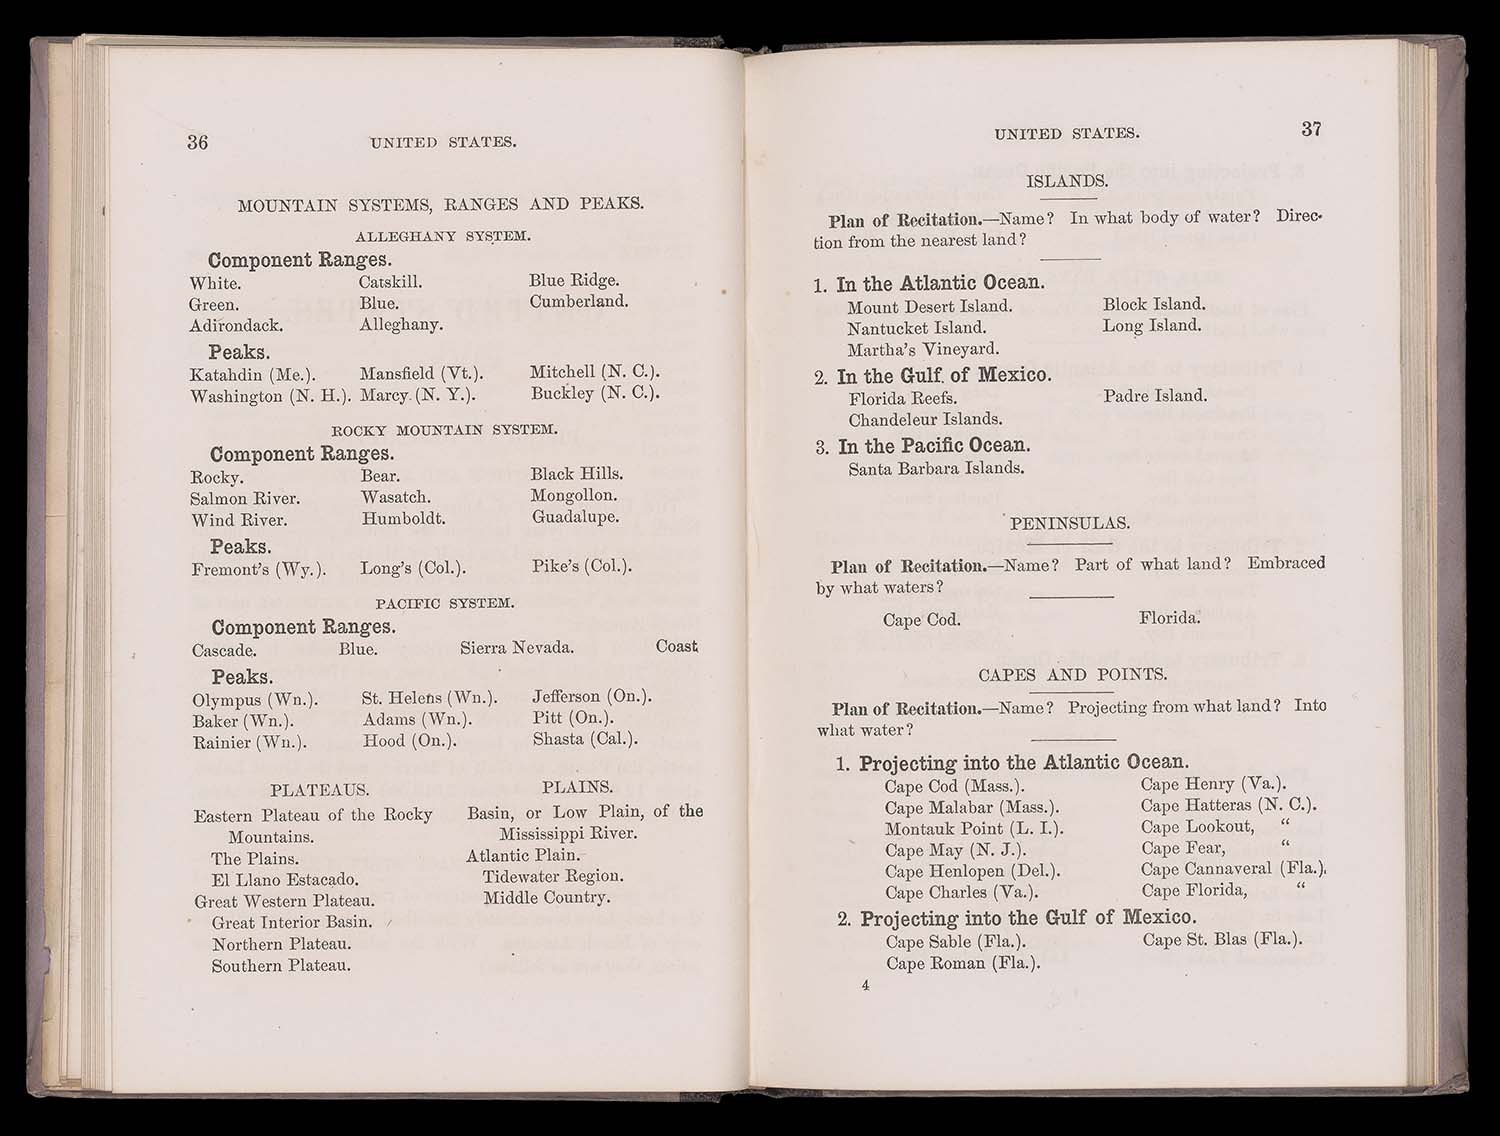 36 UNITED STATES.
MOUNTAIN SYSTEMS, RANGES AND PEAKS.
ALLEGHANY SYSTEM.
Component Ranges.
White. Catskill. Blue Ridge.
Green. Blue. Cumberland.
Adirondack. Alleghany.
Peaks.
Katahdin (Me.). Mansfield (Vt.). Mitchell (N. C.).
Washington (N. H.). Marcy (N. Y.). Buckley (N. C.).
ROCKY MOUNTAIN SYSTEM.
Component Ranges.
Rocky. Bear. Black Hills.
Salmon River. Wasatch. Mongollon.
Wind River. Humboldt. Guadalupe.
Peaks.
Fremont's (Wy.). Long's (Col.). Pike's (Col.).
PACIFIC SYSTEM.
Component Ranges.
Cascade. Blue. Sierra Nevada. Coast.
Peaks.
Olympus (Wn.). St. Helens (Wn.). Jefferson (On.).
Baker (Wn.). Adams (Wn.). Pitt (On.).
Rainier (Wn.). Hood (On.). Shasta (Cal.).
PLATEAUS.
Eastern Plateau of the Rocky
Mountains.
The Plains.
El Llano Estacado.
Great Western Plateau.
Great Interior Basin.
Northern Plateau.
Southern Plateau.
PLAINS.
Basin, or Low Plain, of the
Mississippi River.
Atlantic Plain.
Tidewater Region.
Middle Country.
UNITED STATES. 37
ISLANDS.
Plan of Recitation.—Name? In what body of water? Direc-
tion from the nearest land?
1. In the Atlantic Ocean.
Mount Desert Island. Block Island.
Nantucket Island. Long Island.
Martha's Vineyard.
2. In the Gulf of Mexico.
Florida Reefs. Padre Island.
Chandeleur Islands.
3. In the Pacific Ocean.
Santa Barbara Islands.
PENINSULAS.
Plan of Recitation.—Name? Part of what land? Embraced
by what waters?
Cape Cod. Florida.
CAPES AND POINTS.
Plan of Recitation.—Name? Projecting from what land? Into
what water?
1. Projecting into the Atlantic Ocean.
Cape Cod (Mass.). Cape Henry (Va.).
Cape Malabar (Mass.). Cape Hatteras (N. C.).
Montauk Point (L. I.). Cape Lookout, “
Cape May (N. J.). Cape Fear, “
Cape Henlopen (Del.). Cape Cannaveral (Fla.).
Cape Charles (Va.). Cape Florida, “
2. Projecting into the Gulf of Mexico.
Cape Sable (Fla.). Cape St. Blas (Fla.).
Cape Roman (Fla.).
4